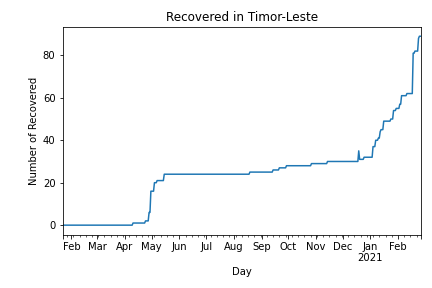 Recovered in Timor-Leste
Number of Recovered
80
60
40
20
0
Feb Mar Apr May Jun Jul Aug Sep Oct Nov Dec Jan Feb
2021
Day